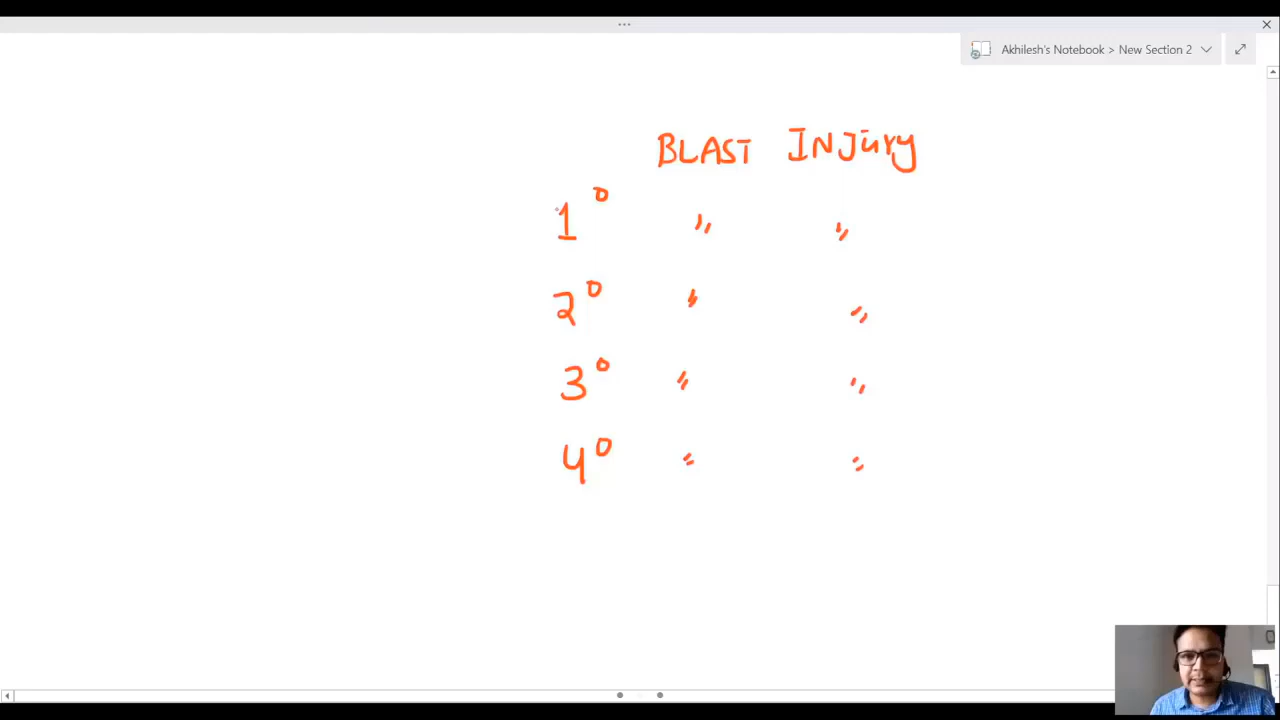 Akhilesh's Notebook > New Section 2
BLAST INJury
1° " "
2° " "
3° " "
4° " "